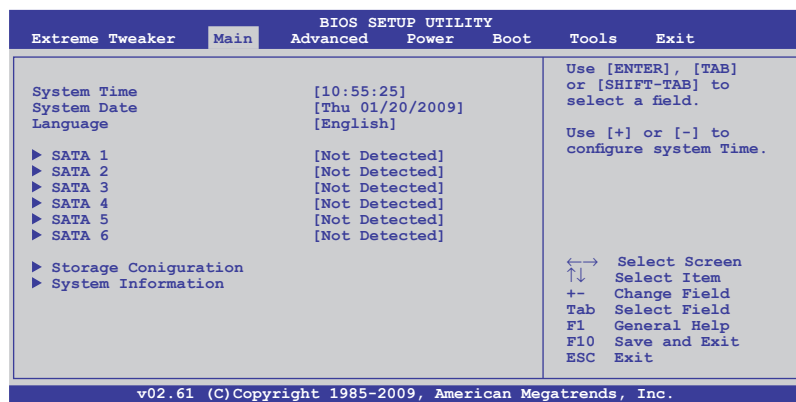 BIOS SETUP UTILITY
Extreme Tweaker Main Advanced Power Boot Tools Exit
System Time [10:55:25]
System Date [Thu 01/20/2009]
Language [English]
▶ SATA 1 [Not Detected]
▶ SATA 2 [Not Detected]
▶ SATA 3 [Not Detected]
▶ SATA 4 [Not Detected]
▶ SATA 5 [Not Detected]
▶ SATA 6 [Not Detected]
▶ Storage Coniguration
▶ System Information
Use [ENTER], [TAB]
or [SHIFT-TAB] to
select a field.
Use [+] or [-] to
configure system Time.
←→ Select Screen
↑↓ Select Item
+- Change Field
Tab Select Field
F1 General Help
F10 Save and Exit
ESC Exit
v02.61 (C)Copyright 1985-2009, American Megatrends, Inc.